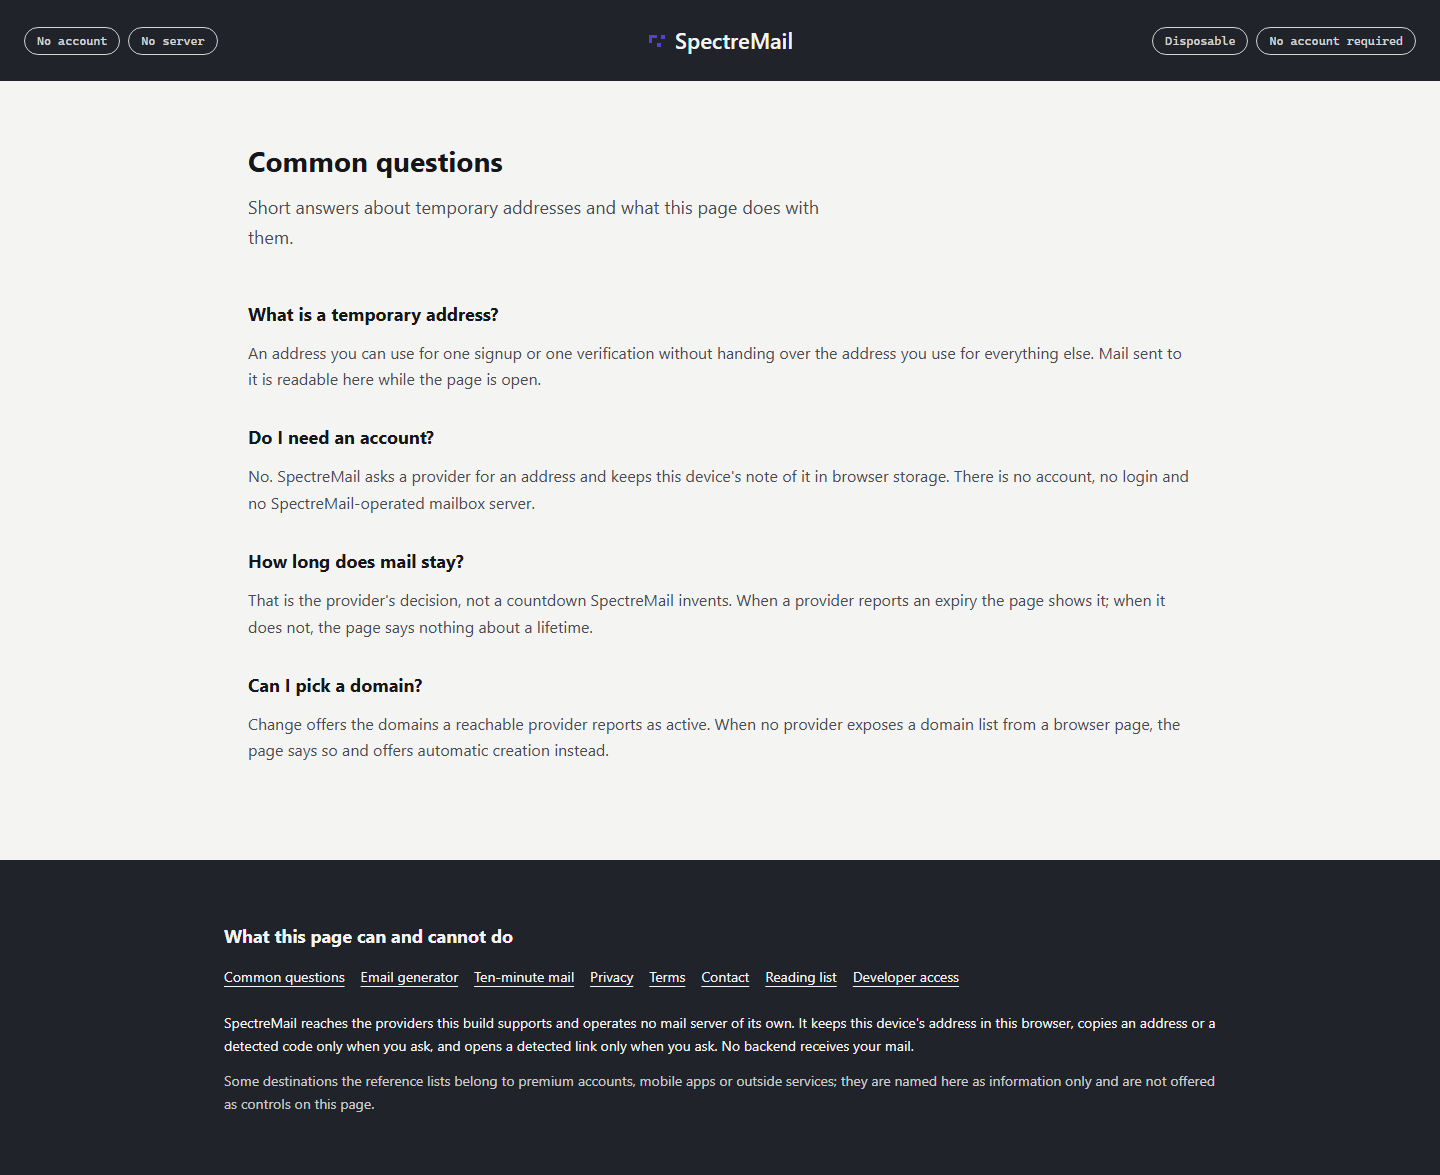 No account
No server
SpectreMail
Disposable
No account required
Common questions
Short answers about temporary addresses and what this page does with
them.
What is a temporary address?
An address you can use for one signup or one verification without handing over the address you use for everything else. Mail sent to
it is readable here while the page is open.
Do I need an account?
No. SpectreMail asks a provider for an address and keeps this device's note of it in browser storage. There is no account, no login and
no SpectreMail-operated mailbox server.
How long does mail stay?
That is the provider's decision, not a countdown SpectreMail invents. When a provider reports an expiry the page shows it; when it
does not, the page says nothing about a lifetime.
Can I pick a domain?
Change offers the domains a reachable provider reports as active. When no provider exposes a domain list from a browser page, the
page says so and offers automatic creation instead.
What this page can and cannot do
Common questions Email generator Ten-minute mail Privacy Terms Contact Reading list Developer access
SpectreMail reaches the providers this build supports and operates no mail server of its own. It keeps this device's address in this browser, copies an address or a
detected code only when you ask, and opens a detected link only when you ask. No backend receives your mail.
Some destinations the reference lists belong to premium accounts, mobile apps or outside services; they are named here as information only and are not offered
as controls on this page.